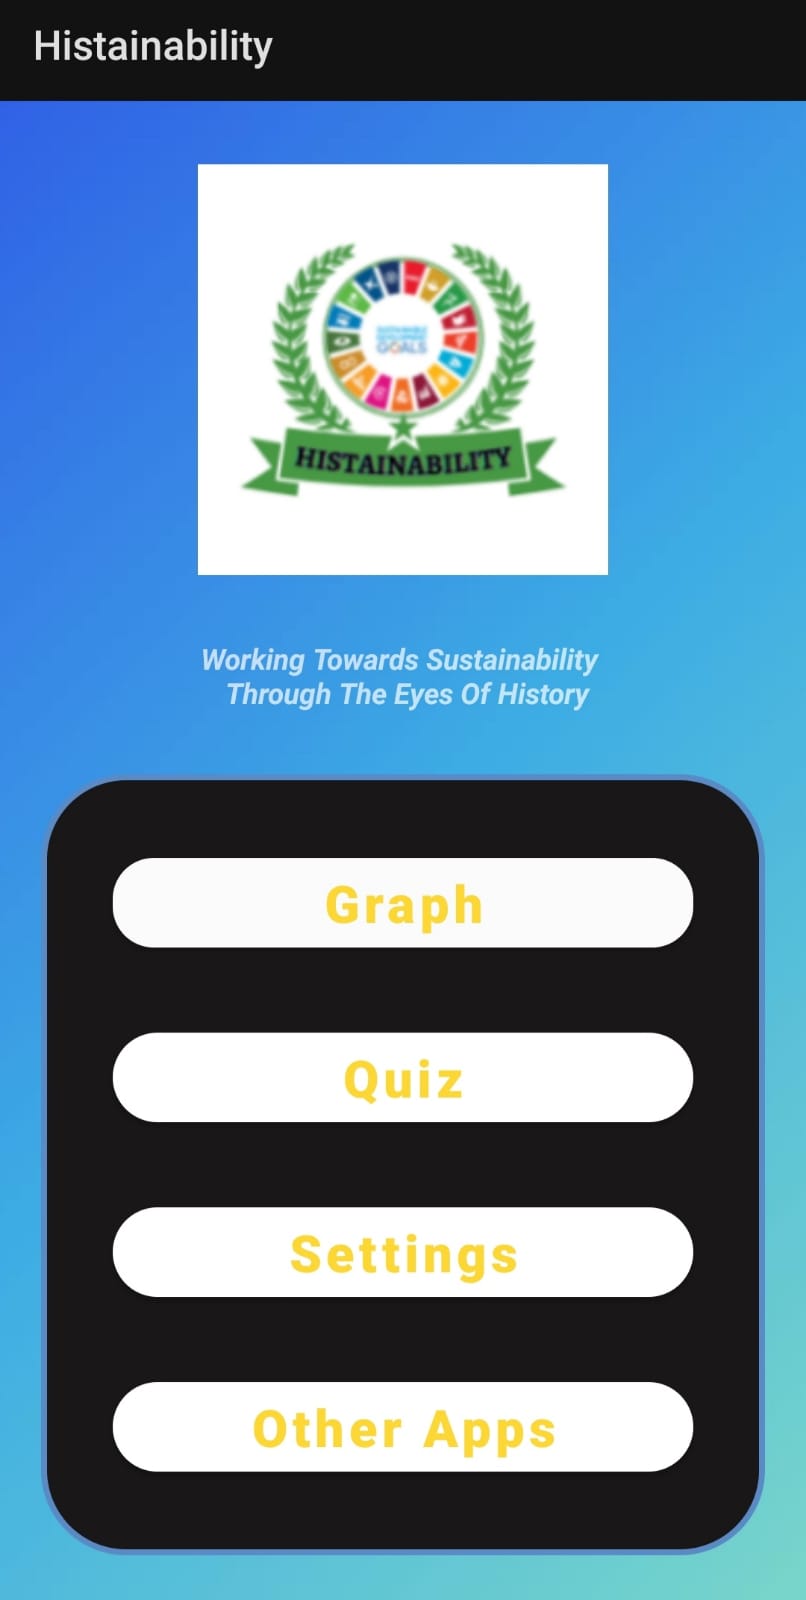 Histainability
SUSTAINABLE
DEVELOPMENT
GOALS
HISTAINABILITY
Working Towards Sustainability
Through The Eyes Of History
Graph
Quiz
Settings
Other Apps